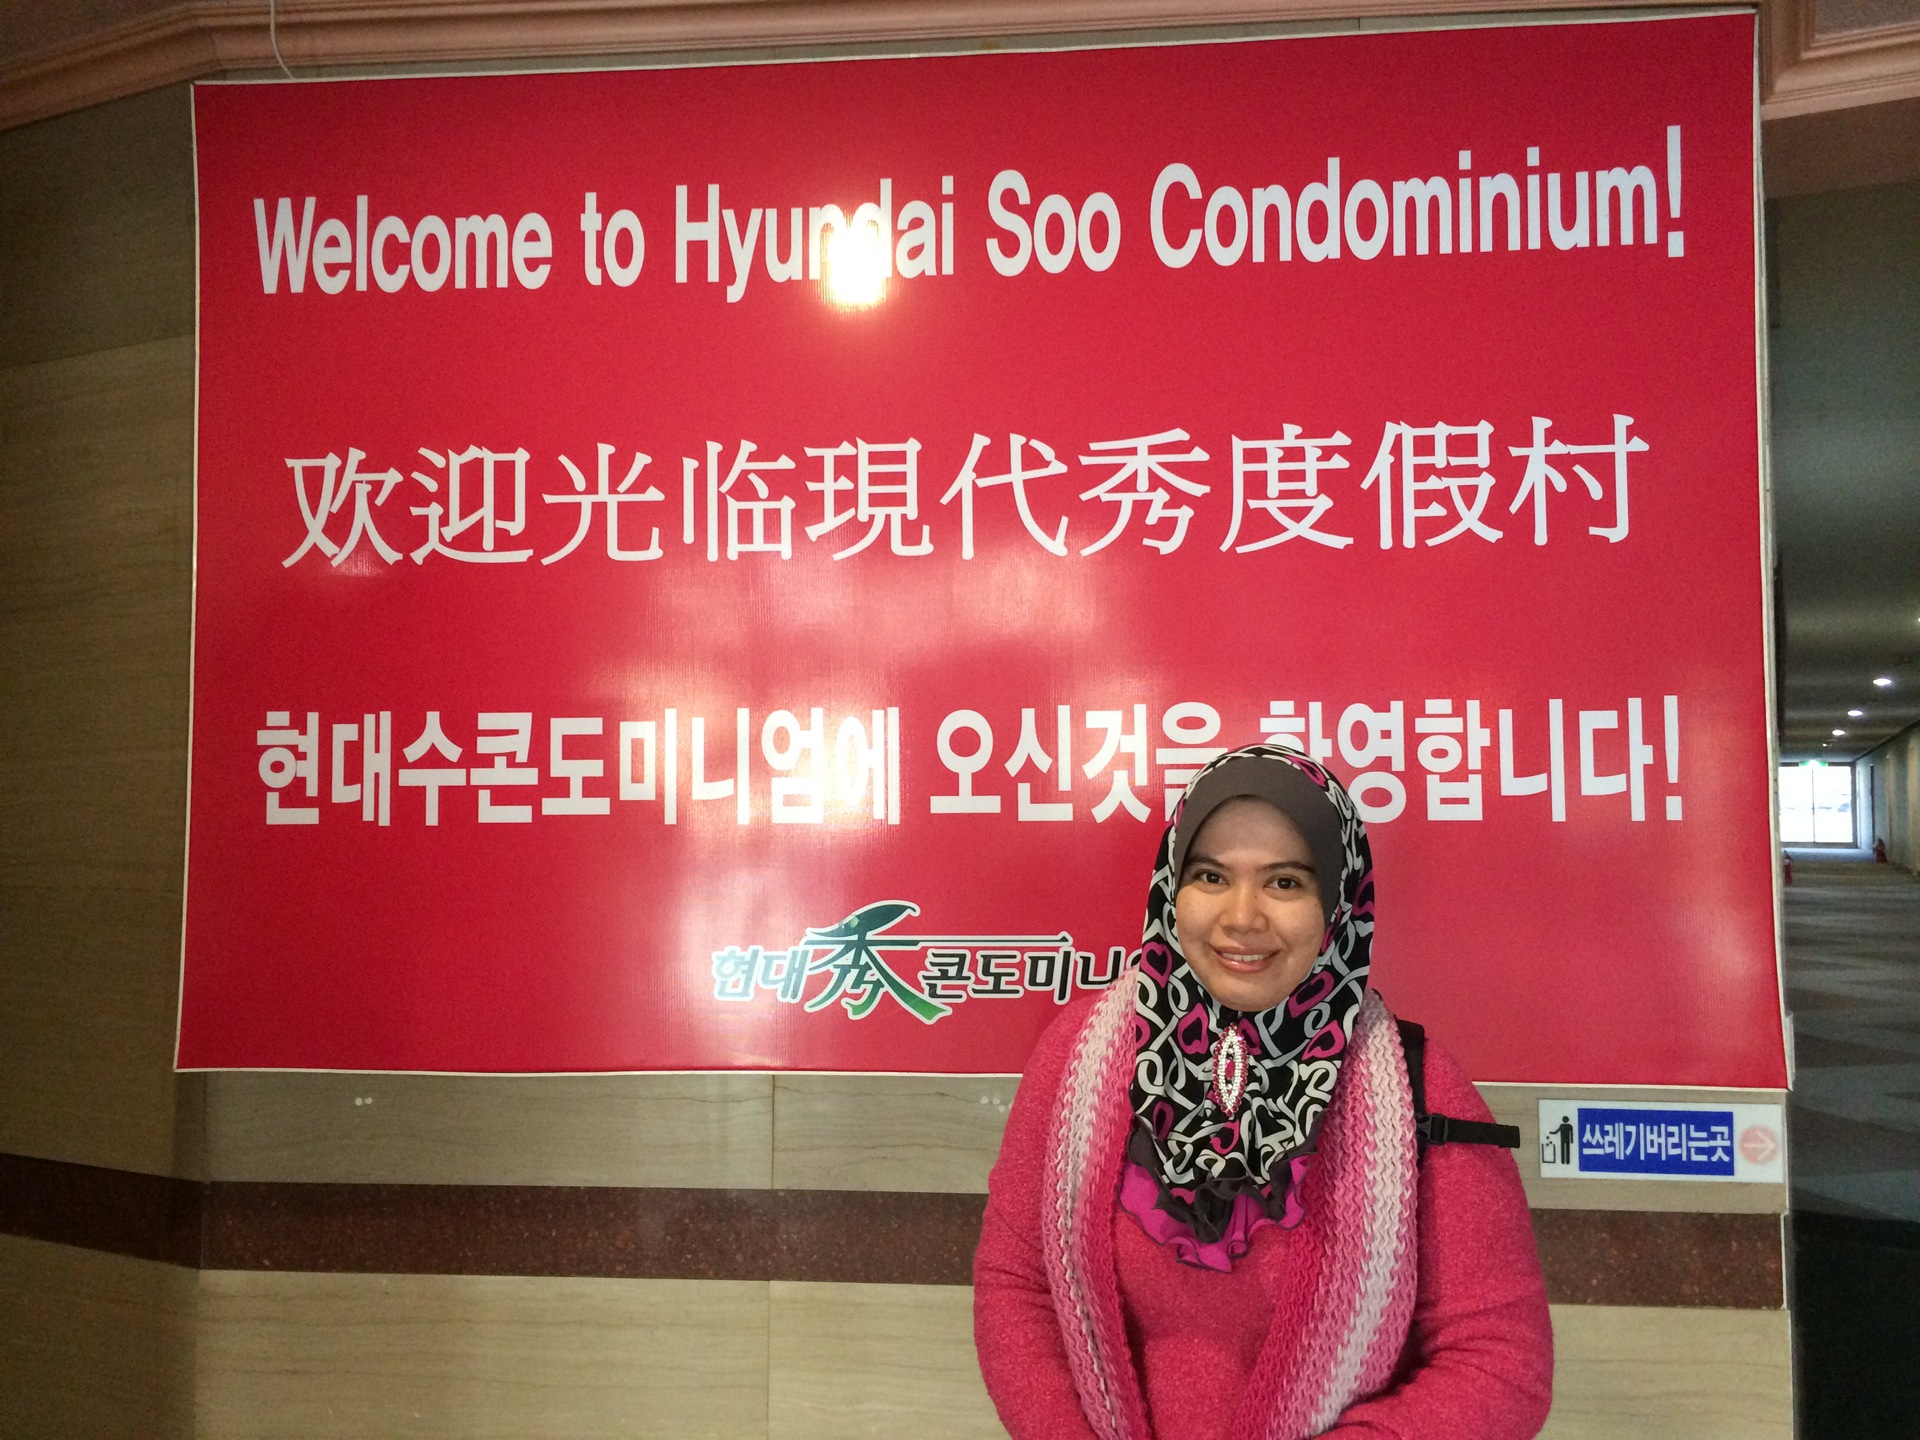 Welcome to Hyundai Soo Condominium!
欢迎光临現代秀度假村
현대수콘도미니엄에 오신것을 환영합니다!
현대秀콘도미니
쓰레기버리는곳